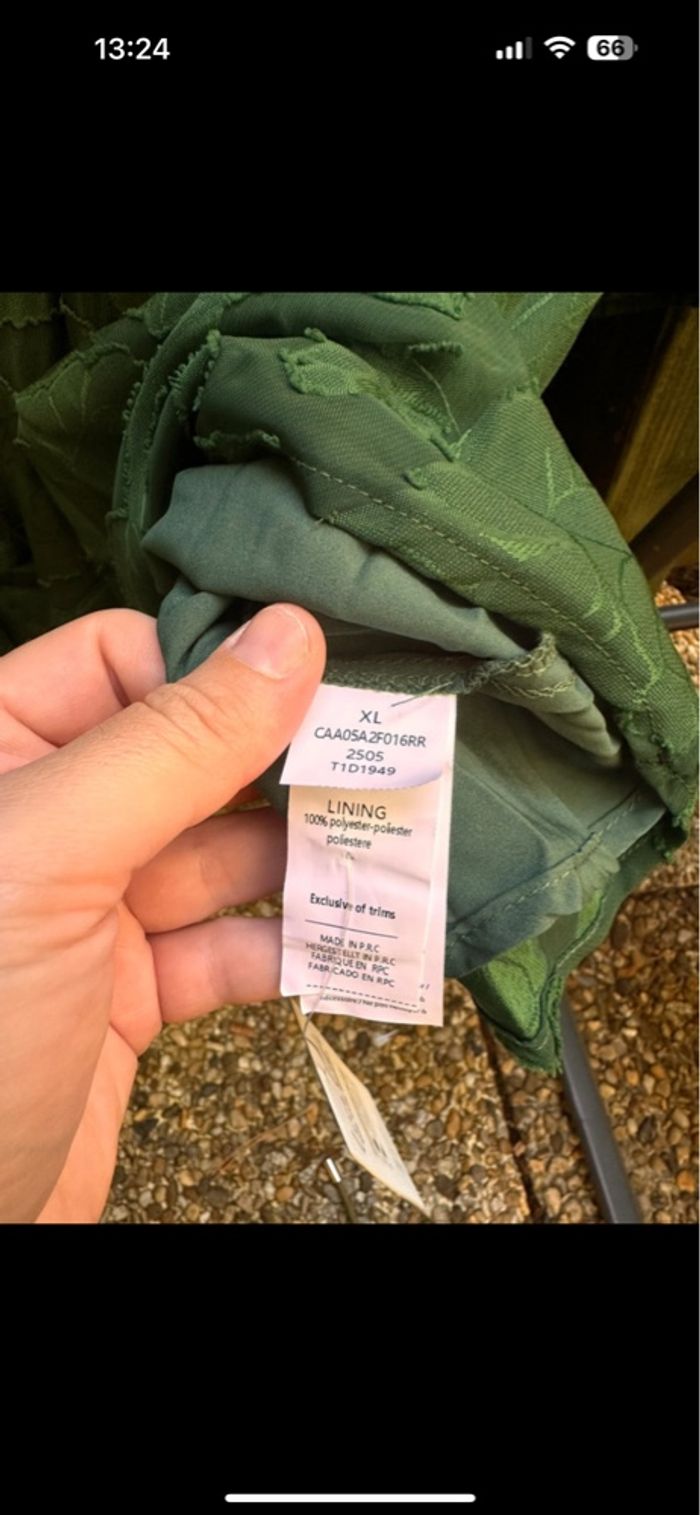 13:24
66
XL
CAA05A2F016RR
2505
T1D1949
LINING
100% polyester-poliester
poliestere
Exclusive of trims
MADE IN P.R.C
HERGESTELLT IN P.R.C
FABRIQUE EN RPC
FABRICADO EN RPC